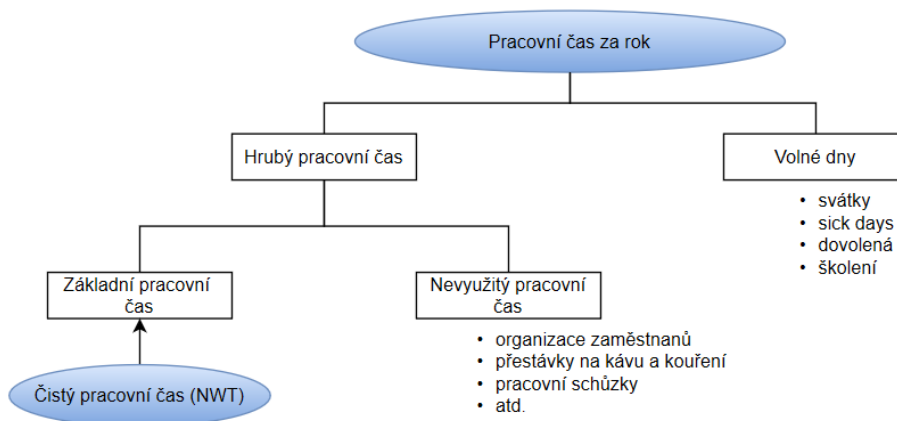 Pracovní čas za rok
Hrubý pracovní čas
Volné dny
• svátky
• sick days
• dovolená
• školení
Základní pracovní
čas
Nevyužitý pracovní
čas
• organizace zaměstnanů
• přestávky na kávu a kouření
• pracovní schůzky
• atd.
Čistý pracovní čas (NWT)